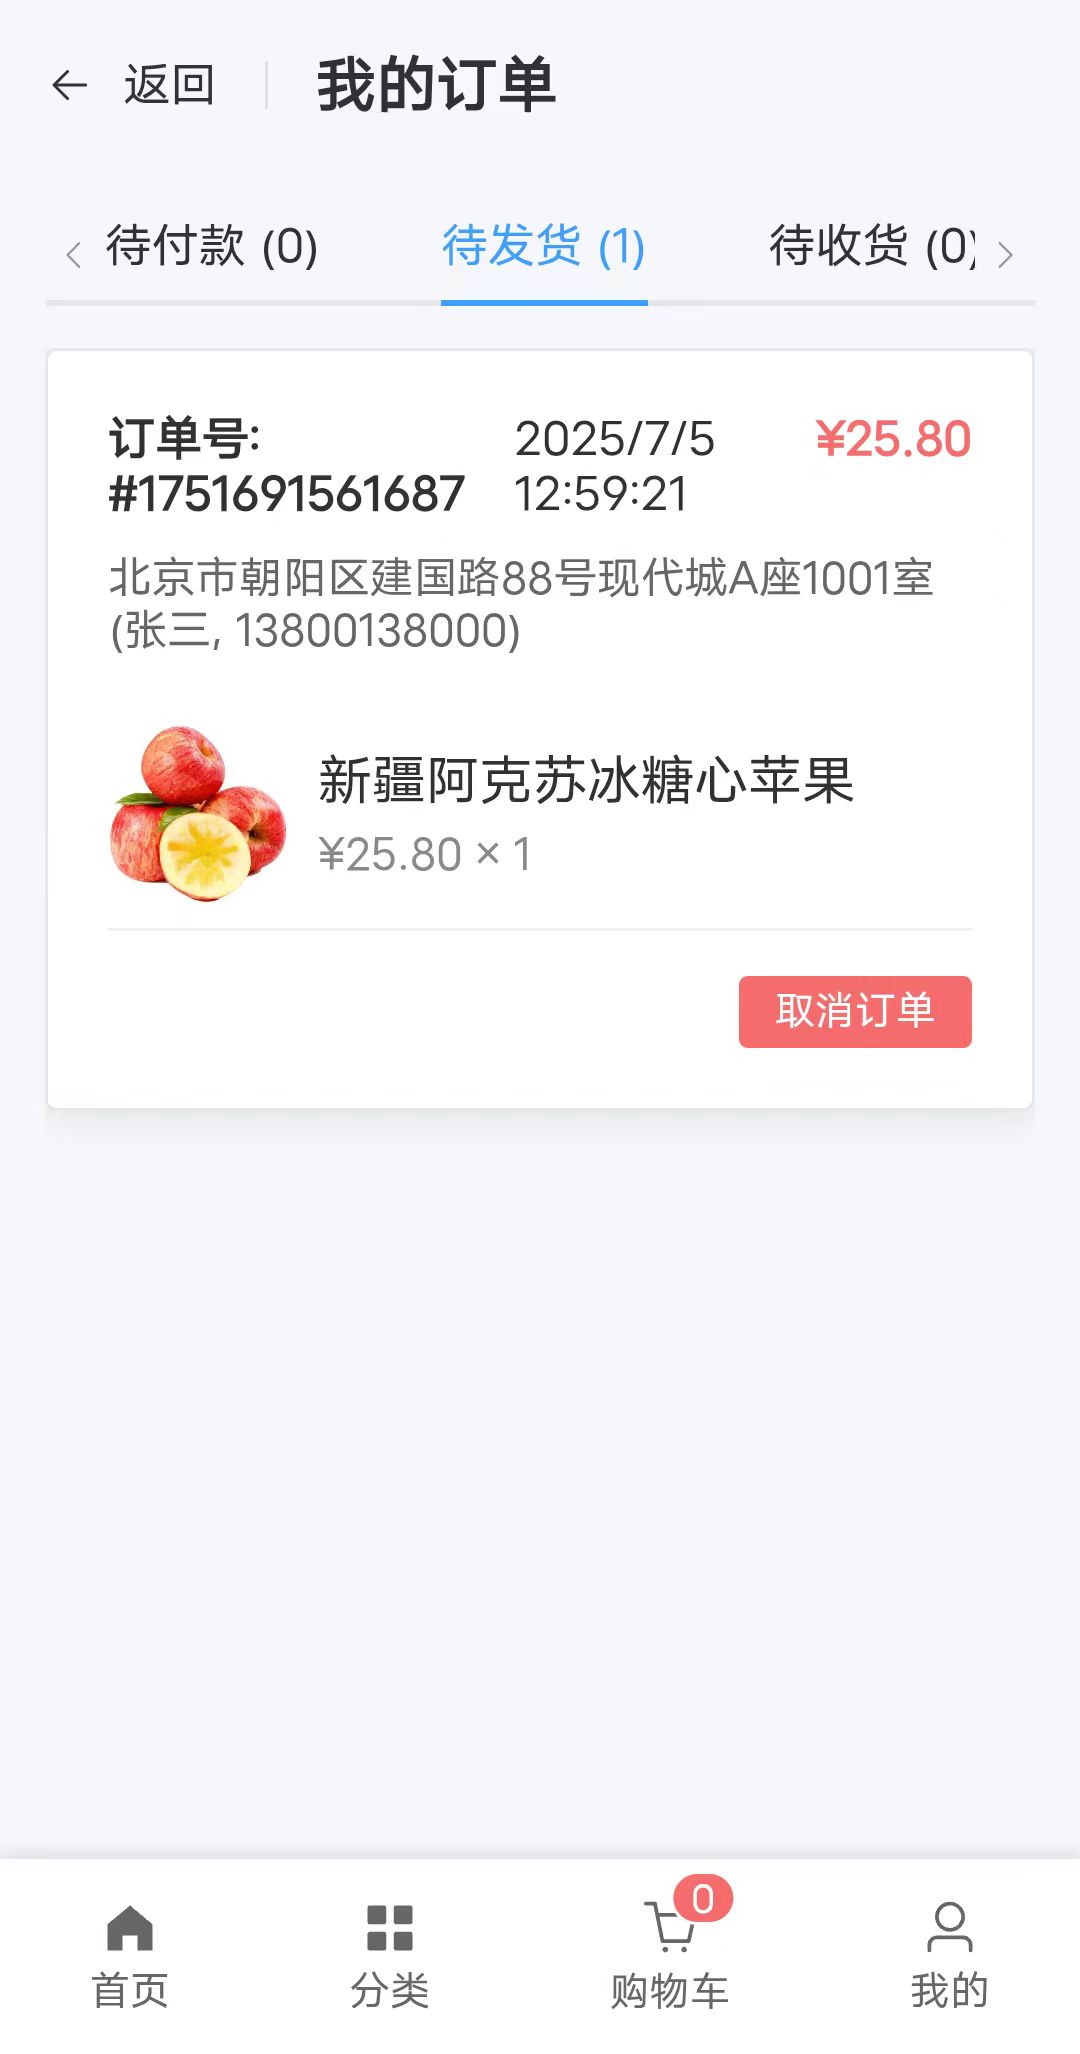 返回
我的订单
待付款 (0)
待发货 (1)
待收货 (0)
订单号:
#1751691561687
2025/7/5
12:59:21
¥25.80
北京市朝阳区建国路88号现代城A座1001室
(张三, 13800138000)
新疆阿克苏冰糖心苹果
¥25.80 × 1
取消订单
首页
分类
0
购物车
我的